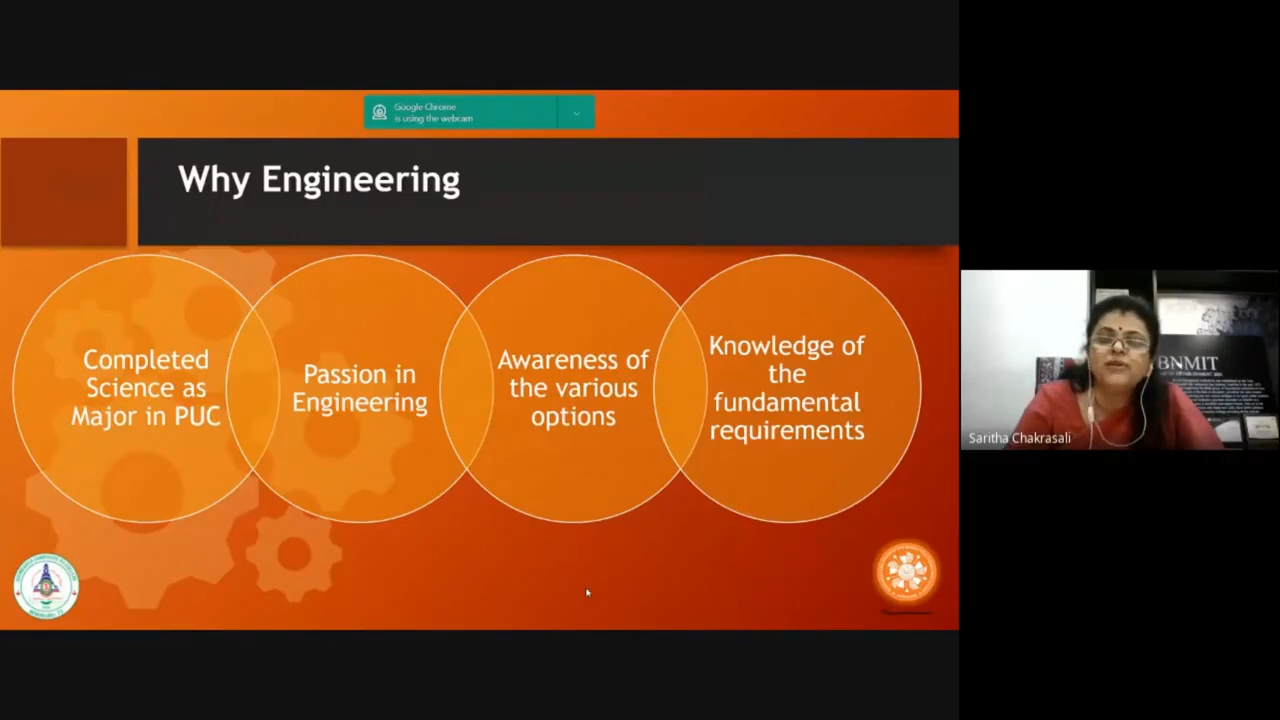 Google Chrome
is using the webcam
Why Engineering
Completed
Science as
Major in PUC
Passion in
Engineering
Awareness of
the various
options
Knowledge of
the
fundamental
requirements
BNMIT
Saritha Chakrasali